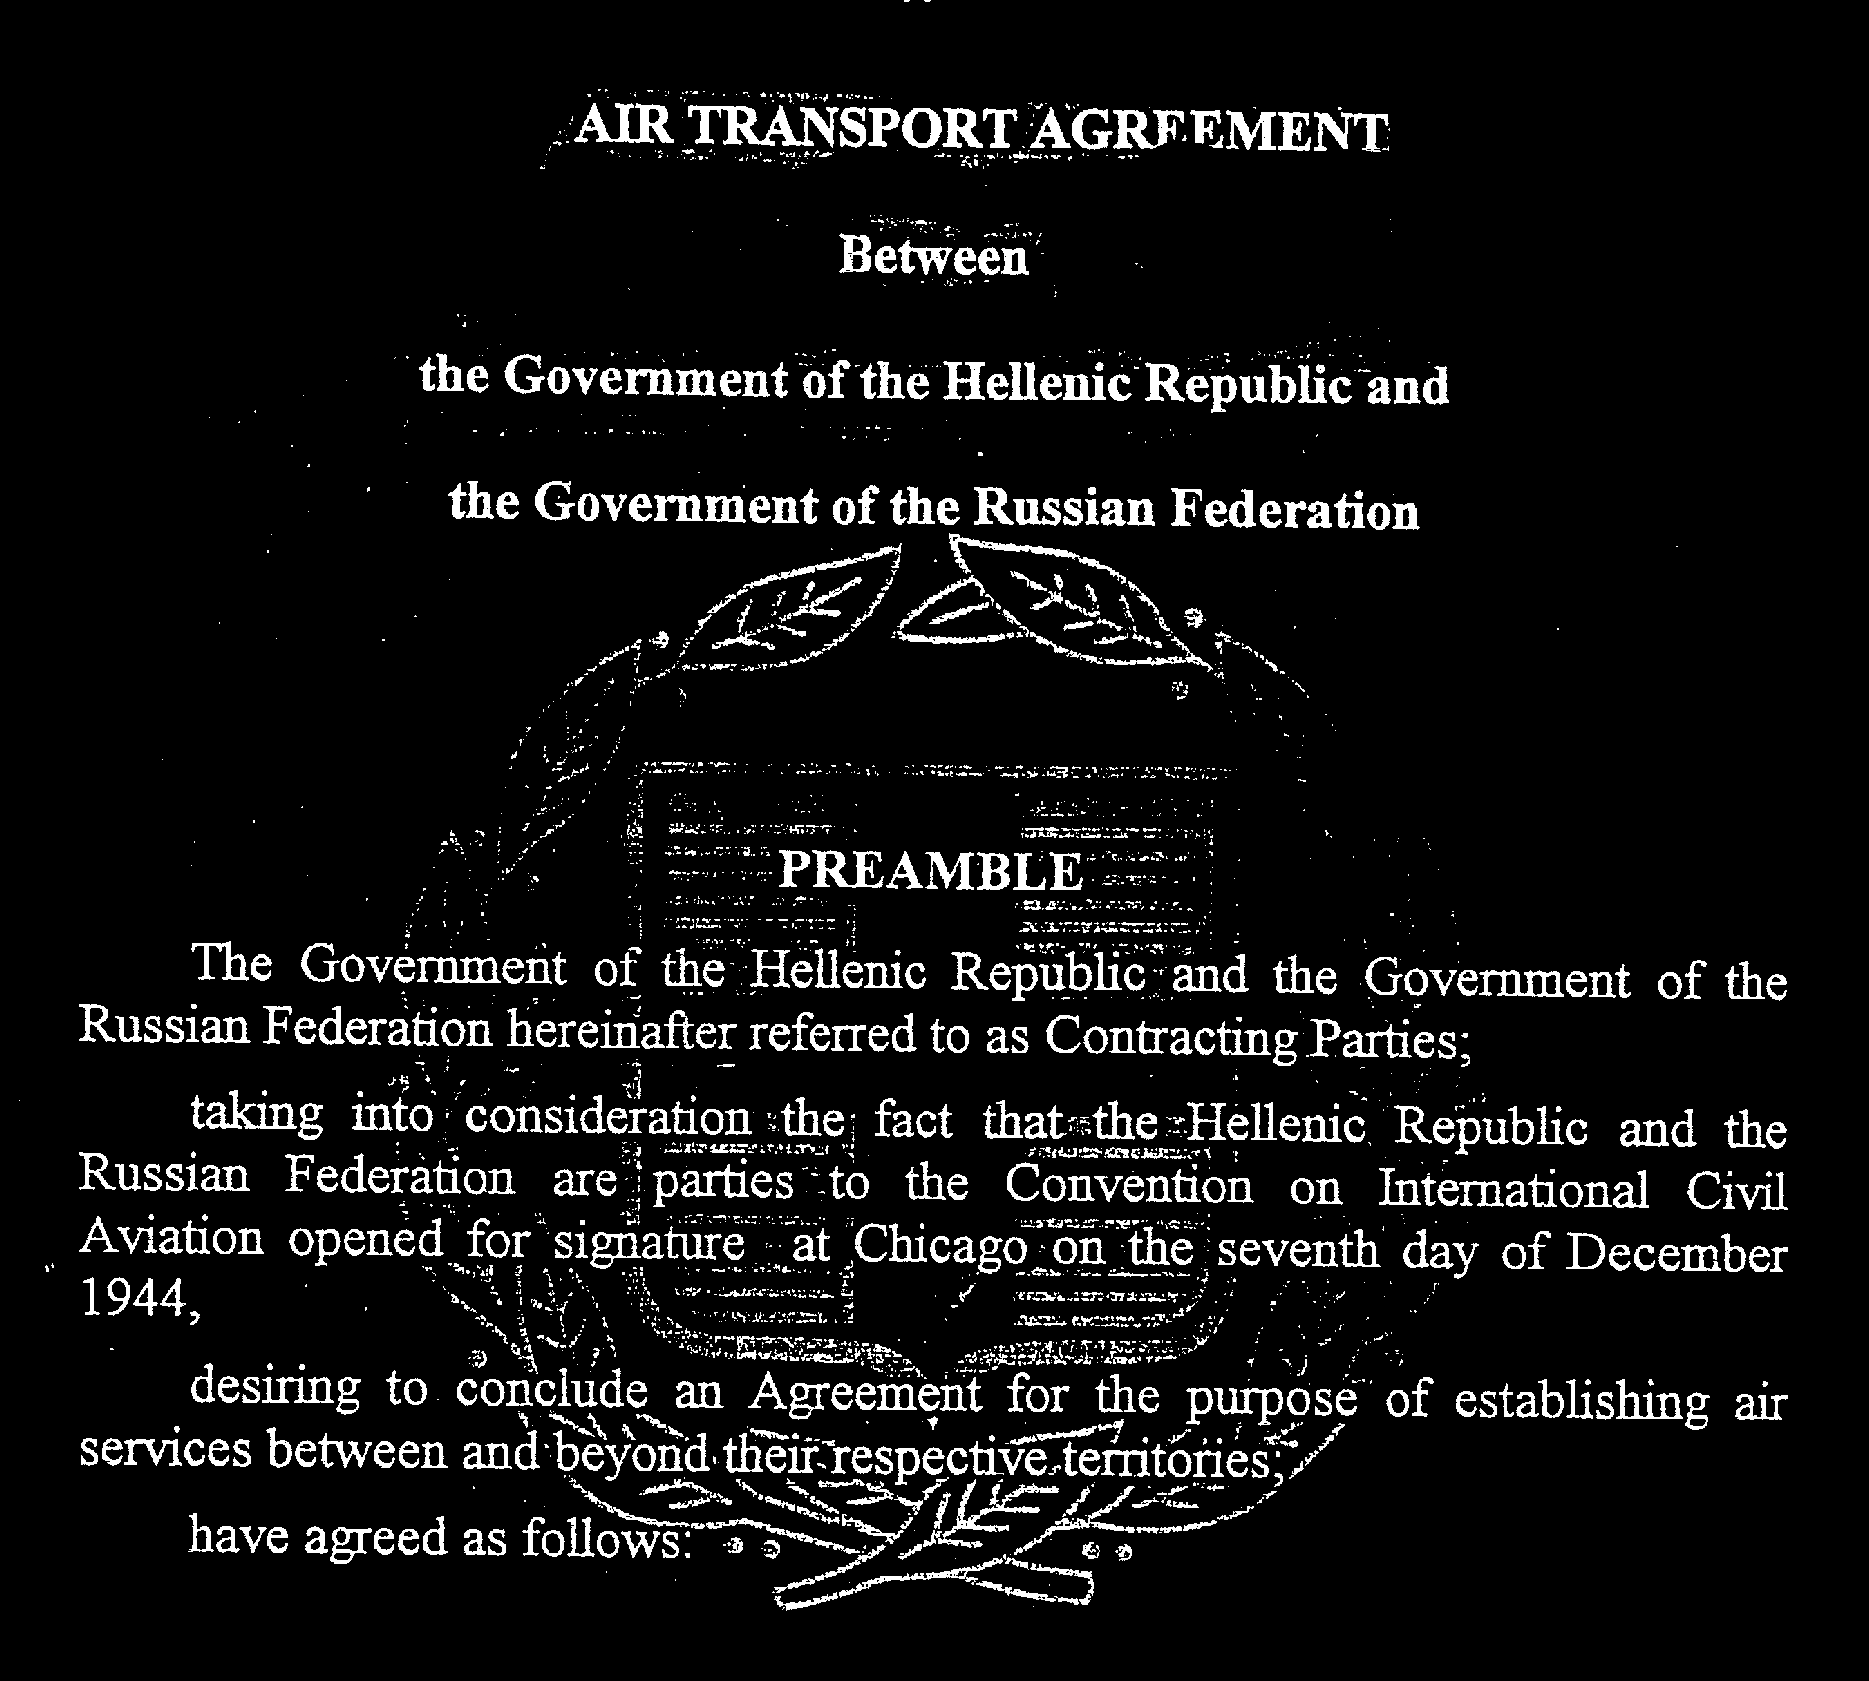 AIR TRANSPORT AGREEMENT
Between
the Government of the Hellenic Republic and
the Government of the Russian Federation
PREAMBLE
The Government of the Hellenic Republic and the Government of the
Russian Federation hereinafter referred to as Contracting Parties;
taking into consideration the fact that the Hellenic Republic and the
Russian Federation are parties to the Convention on International Civil
Aviation opened for signature at Chicago on the seventh day of December
1944,
desiring to conclude an Agreement for the purpose of establishing air
services between and beyond their respective territories;
have agreed as follows: